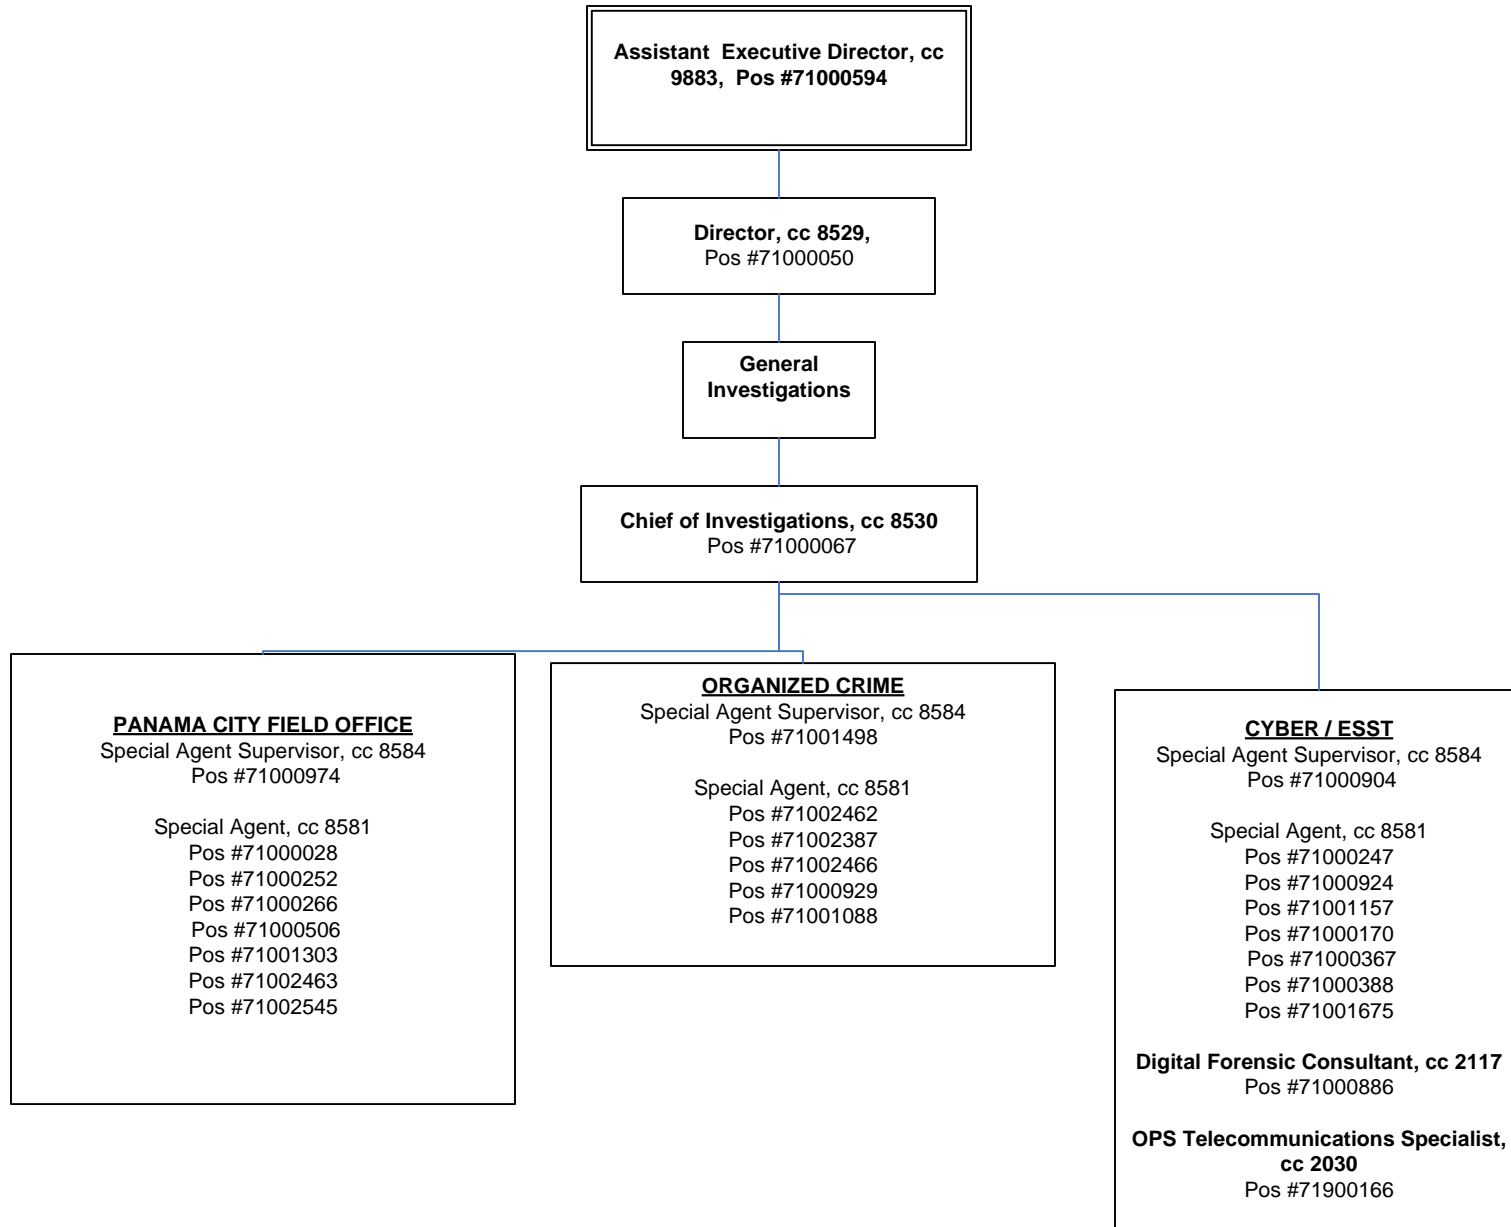 Assistant  Executive Director, cc
9883,  Pos #71000594
Director, cc 8529,
Pos #71000050
General
Investigations
Chief of Investigations, cc 8530
Pos #71000067
PANAMA CITY FIELD OFFICE
Special Agent Supervisor, cc 8584
Pos #71000974
Special Agent, cc 8581
Pos #71000028
Pos #71000252
Pos #71000266
Pos #71000506
Pos #71001303
Pos #71002463
Pos #71002545
ORGANIZED CRIME
Special Agent Supervisor, cc 8584
Pos #71001498
Special Agent, cc 8581
Pos #71002462
Pos #71002387
Pos #71002466
Pos #71000929
Pos #71001088
CYBER / ESST
Special Agent Supervisor, cc 8584
Pos #71000904
Special Agent, cc 8581
Pos #71000247
Pos #71000924
Pos #71001157
Pos #71000170
Pos #71000367
Pos #71000388
Pos #71001675
Digital Forensic Consultant, cc 2117
Pos #71000886
OPS Telecommunications Specialist,
cc 2030
Pos #71900166